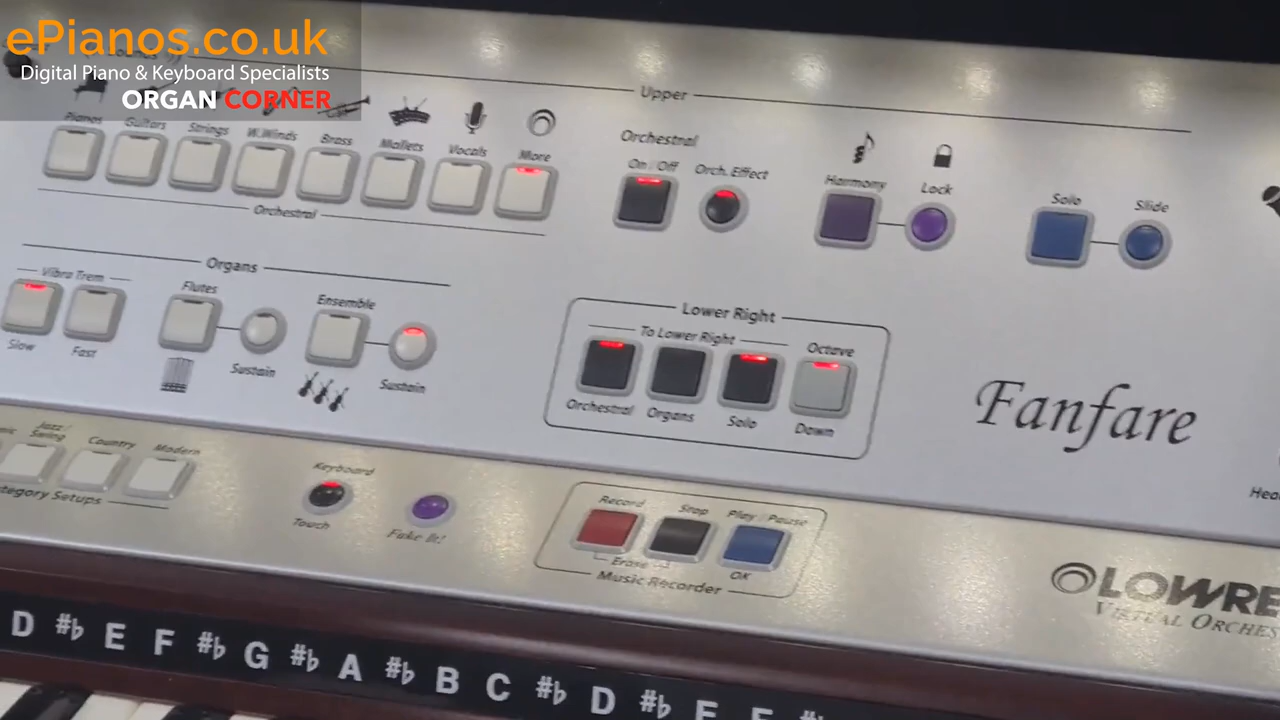 ePianos.co.uk
Digital Piano & Keyboard Specialists
ORGAN CORNER
Upper
Pianos Guitars Strings W.Winds Brass Mallets Vocals More
Orchestral
Orchestral
On / Off Orch. Effect
Harmony Lock
Solo Slide
Organs
Vibra Trem
Slow Fast
Flutes Sustain
Ensemble Sustain
Lower Right
To Lower Right
Octave
Orchestral Organs Solo Down
Fanfare
Jazz/
Swing Country Modern
Setups
Keyboard
Touch
Fake It!
Record Stop Play / Pause
Erase OK
Music Recorder
LOWRE
VIRTUAL ORCHES
D #♭ E F #♭ G #♭ A #♭ B C #♭ D #♭ E F #♭